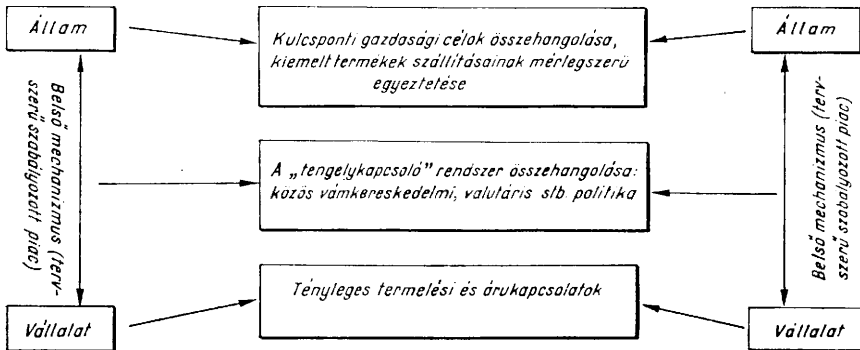 Állam
Kulcsponti gazdasági célok összehangolása,
kiemelt termékek szállításainak mérlegszerű
egyeztetése
Állam
Belső mechanizmus (terv-
szerű szabályozott piac)
A „tengelykapcsoló” rendszer összehangolása:
közös vámkereskedelmi, valutáris stb. politika
Belső mechanizmus (terv-
szerű szabályozott piac)
Vállalat
Tényleges termelési és árukapcsolatok
Vállalat